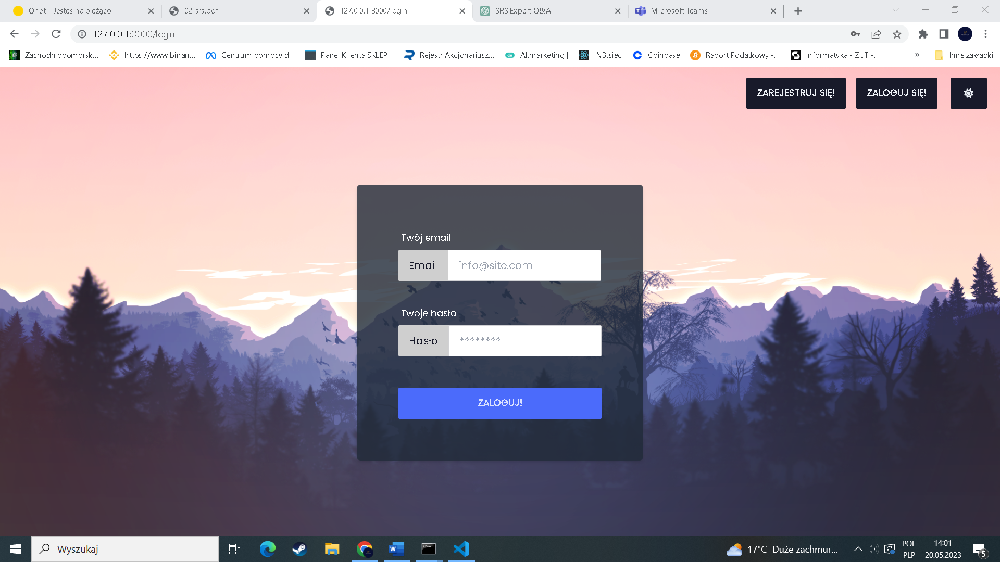 Onet – Jesteś na bieżąco
02-srs.pdf
127.0.0.1:3000/login
SRS Expert Q&A.
Microsoft Teams
127.0.0.1:3000/login
Zachodniopomorsk...
https://www.binan...
Centrum pomocy d...
Panel Klienta SKLEP...
Rejestr Akcjonariusz...
AI.marketing |
INB.sieć
Coinbase
Raport Podatkowy -...
Informatyka - ZUT -...
»
Inne zakładki
ZAREJESTRUJ SIĘ!
ZALOGUJ SIĘ!
Twój email
Email info@site.com
Twoje hasło
Hasło ********
ZALOGUJ!
Wyszukaj
17°C Duże zachmur...
POL
PLP
14:01
20.05.2023
5